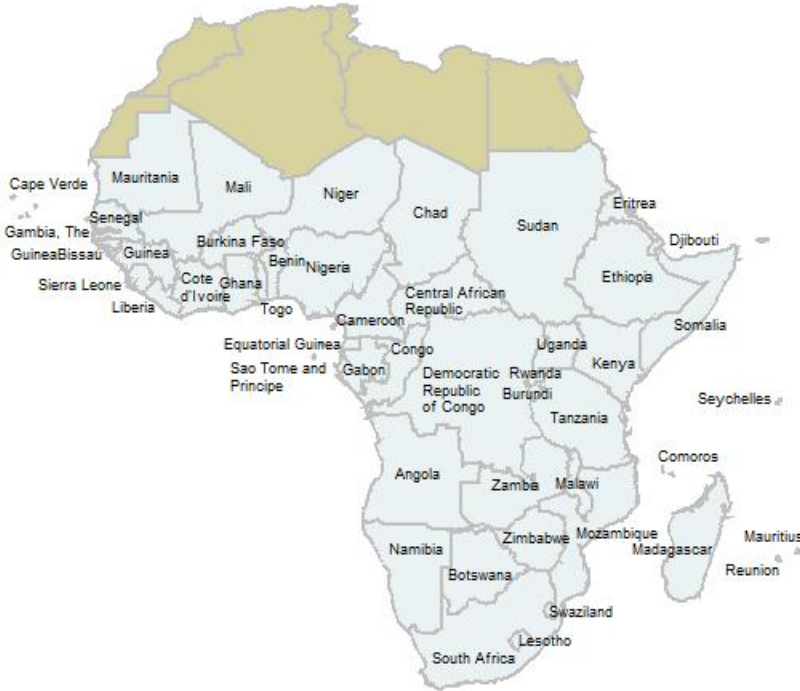 Cape Verde
Mauritania
Mali
Niger
Chad
Sudan
Eritrea
Senegal
Gambia, The
GuineaBissau
Guinea
Burkina Faso
Benin
Nigeria
Djibouti
Ethiopia
Sierra Leone
Cote
d'Ivoire
Ghana
Liberia
Togo
Central African
Republic
Cameroon
Somalia
Equatorial Guinea
Congo
Uganda
Kenya
Sao Tome and
Principe
Gabon
Democratic
Republic
of Congo
Rwanda
Burundi
Seychelles
Tanzania
Comoros
Angola
Zambia
Malawi
Zimbabwe
Mozambique
Madagascar
Mauritius
Namibia
Botswana
Reunion
Swaziland
Lesotho
South Africa